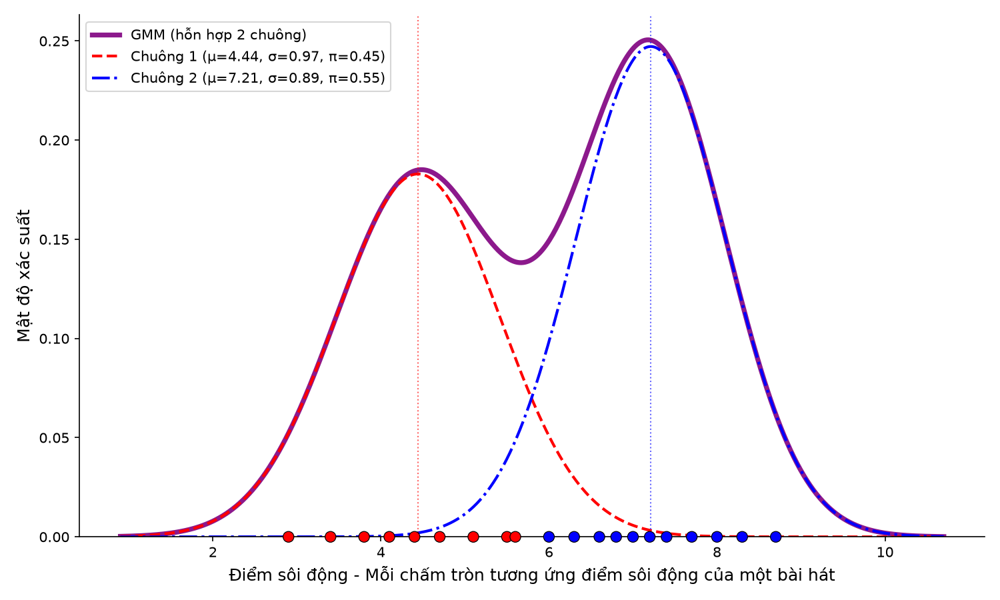 GMM (hỗn hợp 2 chuông)
Chuông 1 (μ=4.44, σ=0.97, π=0.45)
Chuông 2 (μ=7.21, σ=0.89, π=0.55)
Mật độ xác suất
0.25
0.20
0.15
0.10
0.05
0.00
2 4 6 8 10
Điểm sôi động - Mỗi chấm tròn tương ứng điểm sôi động của một bài hát